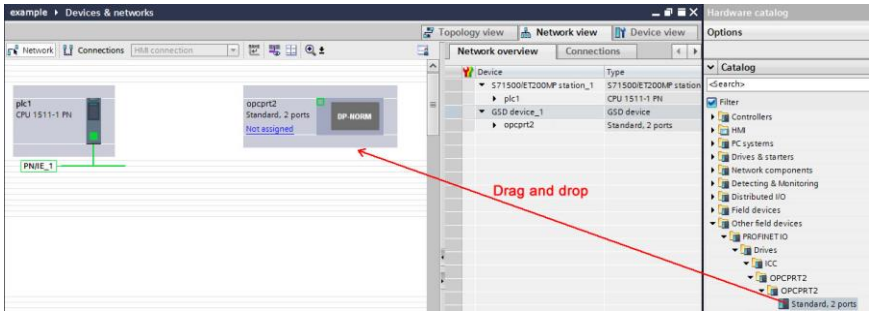 example ▸ Devices & networks
Hardware catalog
Topology view
Network view
Device view
Options
Network
Connections
HMI connection
Network overview
Connections
Catalog
<Search>
Filter
Controllers
HMI
PC systems
Drives & starters
Network components
Detecting & Monitoring
Distributed I/O
Field devices
Other field devices
PROFINET IO
Drives
ICC
OPCPRT2
OPCPRT2
Standard, 2 ports
Device
Type
S71500/ET200MP station_1
S71500/ET200MP station
plc1
CPU 1511-1 PN
GSD device_1
GSD device
opcprt2
Standard, 2 ports
plc1
CPU 1511-1 PN
opcprt2
Standard, 2 ports
Not assigned
DP-NORM
PN/IE_1
Drag and drop